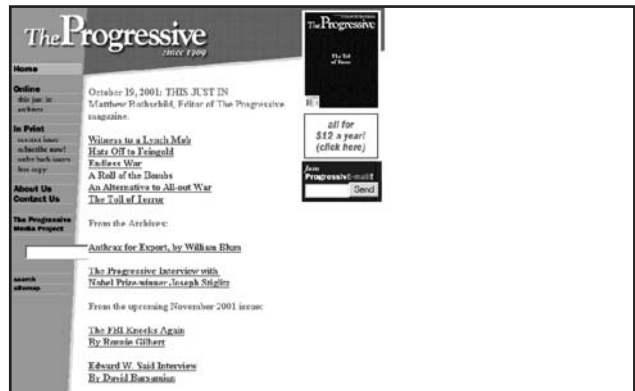 The Progressive
since 1909
Home
Online
this just in
archives
In Print
current issue
subscribe now!
order back issues
free copy
About Us
Contact Us
The Progressive
Media Project
search
sitemap
October 19, 2001: THIS JUST IN
Matthew Rothschild, Editor of The Progressive
magazine.
Witness to a Lynch Mob
Hats Off to Feingold
Endless War
A Roll of the Bombs
An Alternative to All-out War
The Toll of Terror
From the Archives:
Anthrax for Export, by William Blum
The Progressive Interview with
Nobel Prize-winner Joseph Stiglitz
From the upcoming November 2001 issue:
The FBI Knocks Again
By Ronnie Gilbert
Edward W. Said Interview
By David Barsamian
The Progressive
The Toll
of Terror
all for
$12 a year!
(click here)
from
ProgressivE-mail!
Send